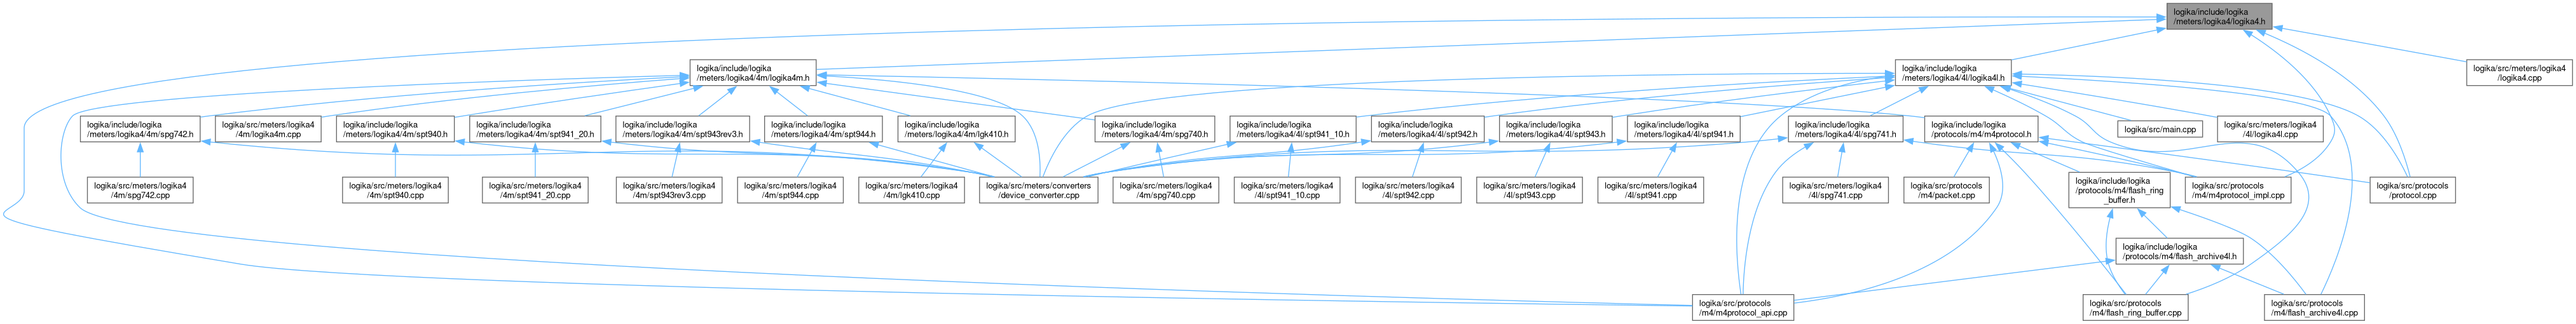 logika/include/logika
/meters/logika4/logika4.h
logika/include/logika
/meters/logika4/4m/logika4m.h
logika/include/logika
/meters/logika4/4l/logika4l.h
logika/src/meters/logika4
/logika4.cpp
logika/include/logika
/meters/logika4/4m/spg742.h
logika/src/meters/logika4
/4m/logika4m.cpp
logika/include/logika
/meters/logika4/4m/spt940.h
logika/include/logika
/meters/logika4/4m/spt941_20.h
logika/include/logika
/meters/logika4/4m/spt943rev3.h
logika/include/logika
/meters/logika4/4m/spt944.h
logika/include/logika
/meters/logika4/4m/lgk410.h
logika/include/logika
/meters/logika4/4m/spg740.h
logika/include/logika
/meters/logika4/4l/spt941_10.h
logika/include/logika
/meters/logika4/4l/spt942.h
logika/include/logika
/meters/logika4/4l/spt943.h
logika/include/logika
/meters/logika4/4l/spt941.h
logika/include/logika
/meters/logika4/4l/spg741.h
logika/include/logika
/protocols/m4/m4protocol.h
logika/src/main.cpp
logika/src/meters/logika4
/4l/logika4l.cpp
logika/src/meters/logika4
/4m/spg742.cpp
logika/src/meters/logika4
/4m/spt940.cpp
logika/src/meters/logika4
/4m/spt941_20.cpp
logika/src/meters/logika4
/4m/spt943rev3.cpp
logika/src/meters/logika4
/4m/spt944.cpp
logika/src/meters/logika4
/4m/lgk410.cpp
logika/src/meters/converters
/device_converter.cpp
logika/src/meters/logika4
/4m/spg740.cpp
logika/src/meters/logika4
/4l/spt941_10.cpp
logika/src/meters/logika4
/4l/spt942.cpp
logika/src/meters/logika4
/4l/spt943.cpp
logika/src/meters/logika4
/4l/spt941.cpp
logika/src/meters/logika4
/4l/spg741.cpp
logika/src/protocols
/m4/packet.cpp
logika/include/logika
/protocols/m4/flash_ring
_buffer.h
logika/src/protocols
/m4/m4protocol_impl.cpp
logika/src/protocols
/protocol.cpp
logika/include/logika
/protocols/m4/flash_archive4l.h
logika/src/protocols
/m4/m4protocol_api.cpp
logika/src/protocols
/m4/flash_ring_buffer.cpp
logika/src/protocols
/m4/flash_archive4l.cpp